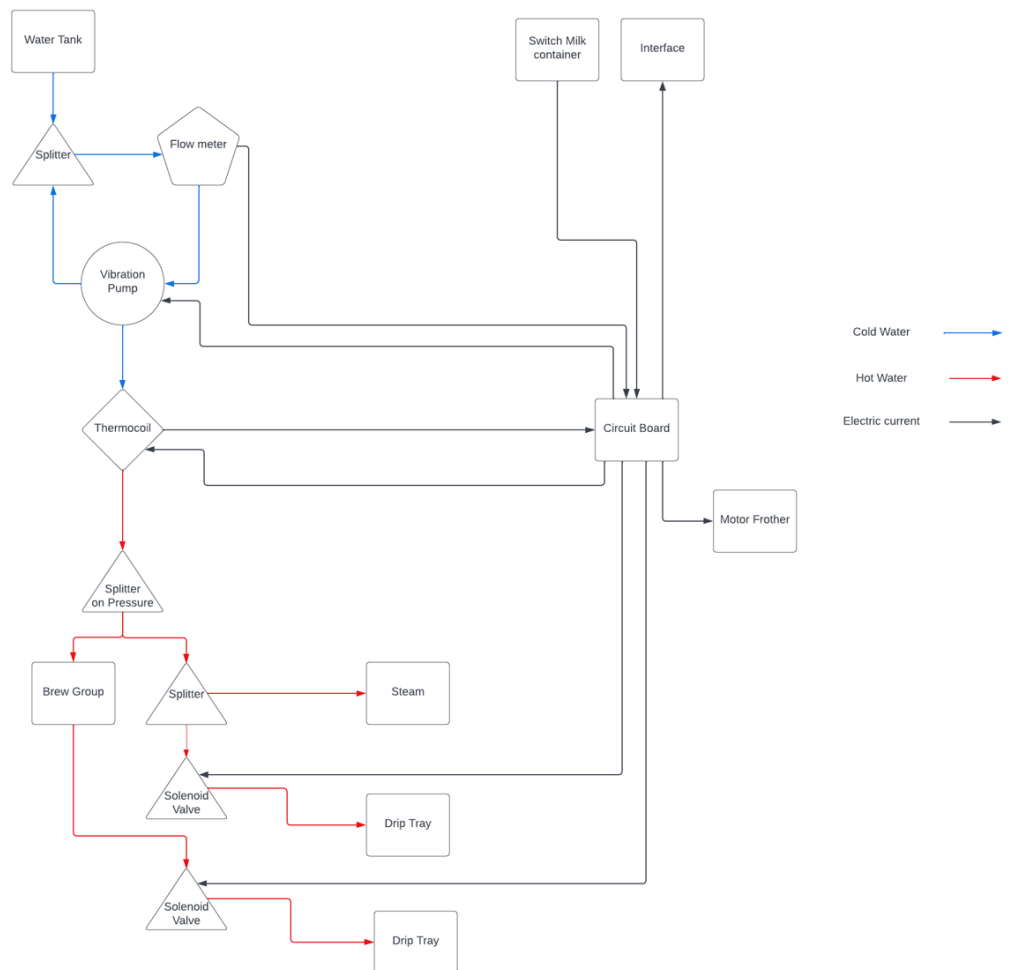 Water Tank
Switch Milk
container
Interface
Splitter
Flow meter
Vibration
Pump
Cold Water
Hot Water
Electric current
Thermocoil
Circuit Board
Motor Frother
Splitter
on Pressure
Brew Group
Splitter
Steam
Solenoid
Valve
Drip Tray
Solenoid
Valve
Drip Tray